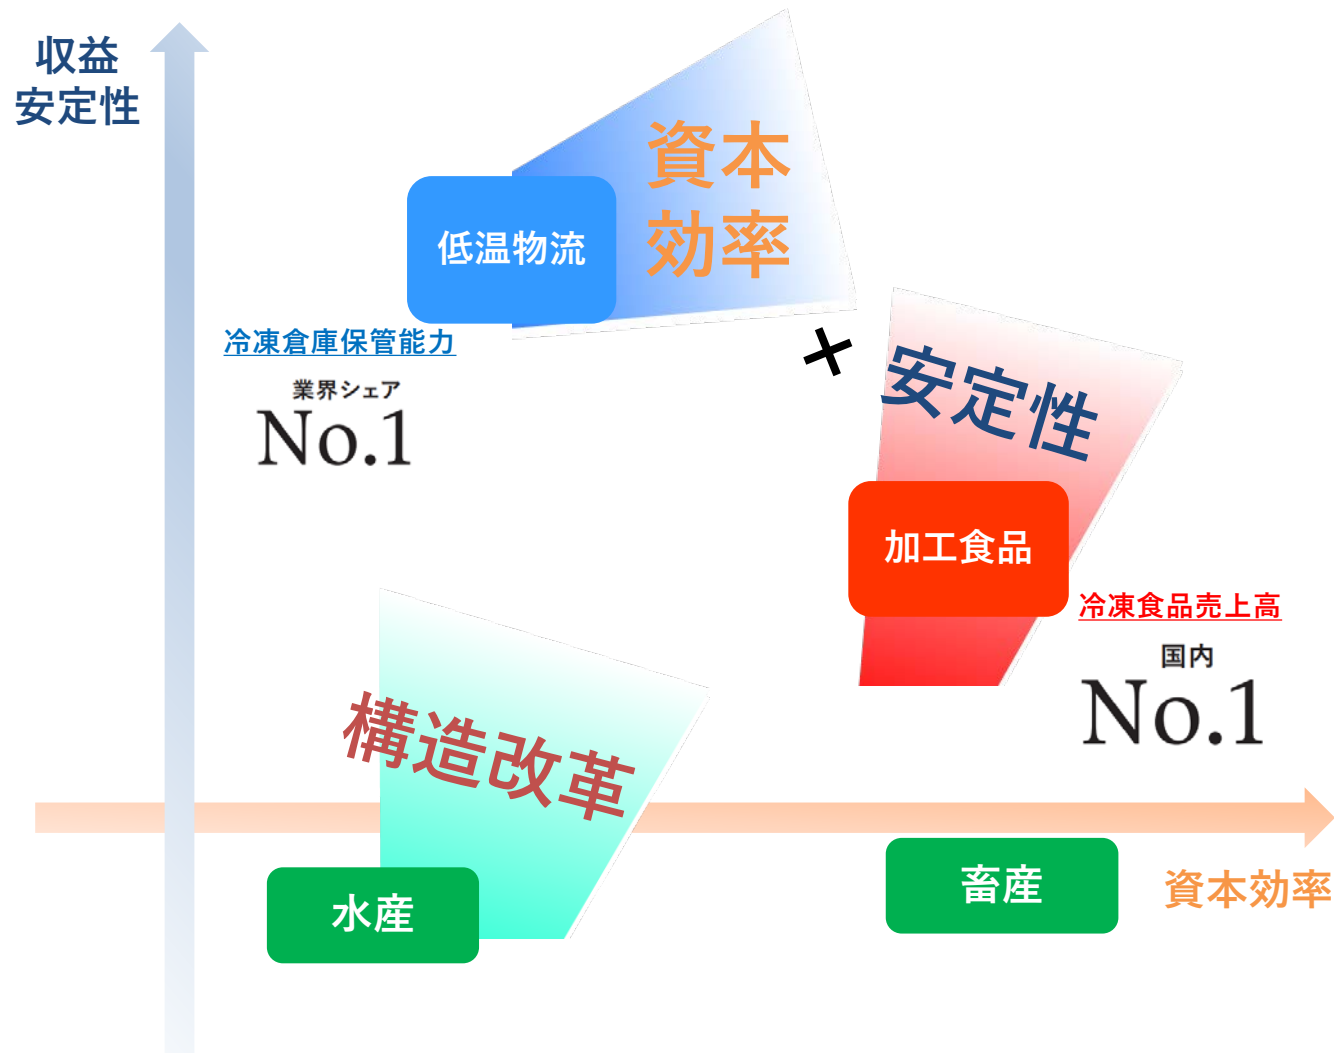 収益
安定性
資本
効率
低温物流
冷凍倉庫保管能力
業界シェア
No.1
×
安定性
加工食品
冷凍食品売上高
国内
No.1
構造改革
水産
畜産
資本効率